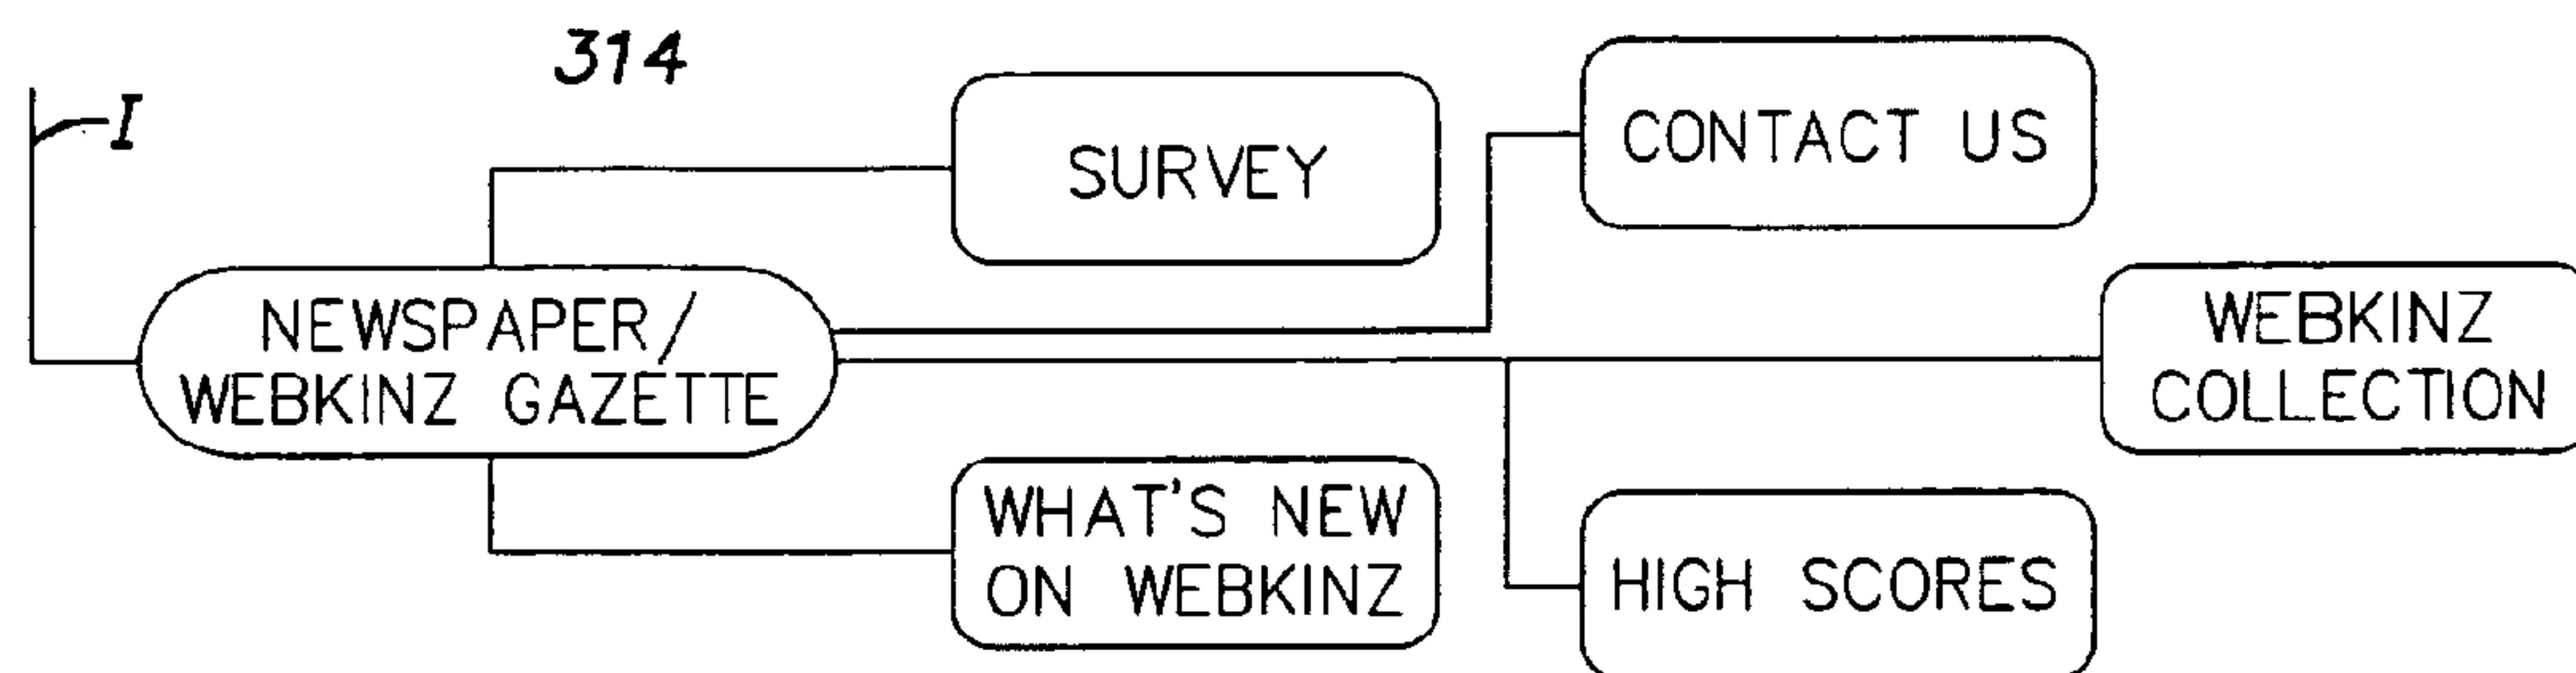 314
I
SURVEY
CONTACT US
NEWSPAPER/
WEBKINZ GAZETTE
WEBKINZ
COLLECTION
WHAT'S NEW
ON WEBKINZ
HIGH SCORES